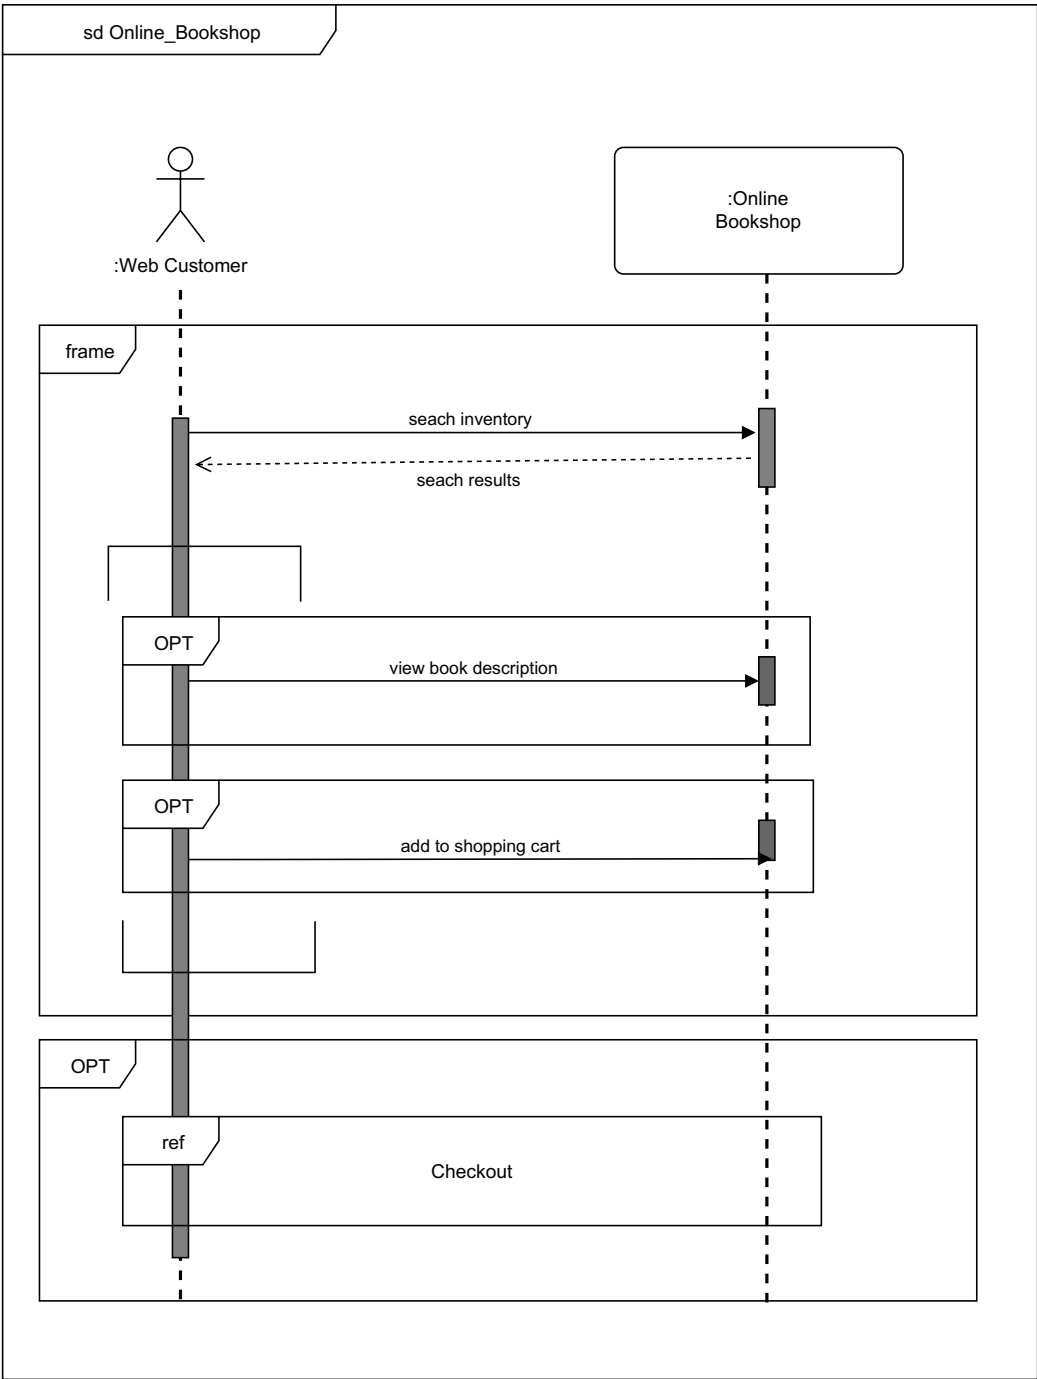 sd Online_Bookshop
:Web Customer
:Online
Bookshop
frame
seach inventory
seach results
OPT
view book description
OPT
add to shopping cart
OPT
ref
Checkout